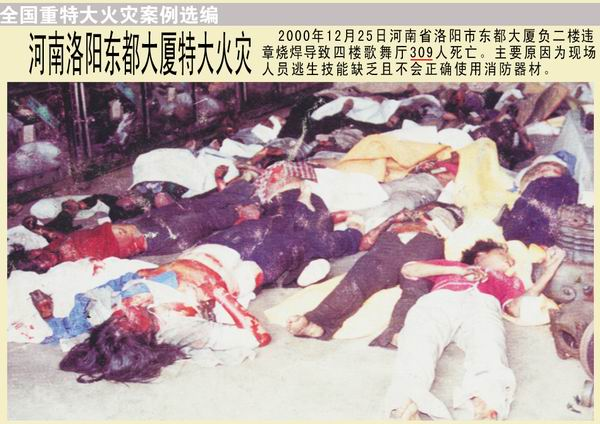 全国重特大火灾案例选编
河南洛阳东都大厦特大火灾
2000年12月25日河南省洛阳市东都大厦负二楼违
章烧焊导致四楼歌舞厅309人死亡。主要原因为现场
人员逃生技能缺乏且不会正确使用消防器材。